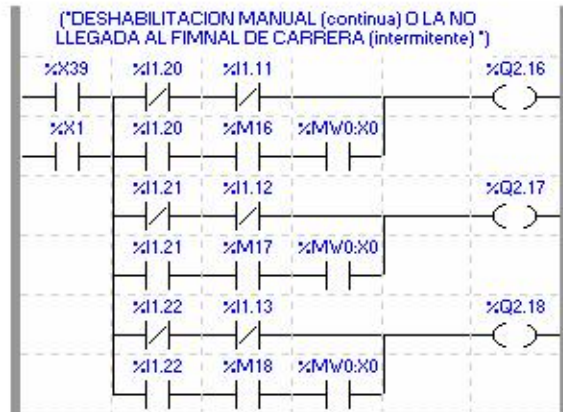 ("DESHABILITACION MANUAL (continua) O LA NO
LLEGADA AL FIMNAL DE CARRERA (intermitente) ")
%X39 %I1.20 %I1.11 %Q2.16
%X1 %I1.20 %M16 %MW0:X0
%I1.21 %I1.12 %Q2.17
%I1.21 %M17 %MW0:X0
%I1.22 %I1.13 %Q2.18
%I1.22 %M18 %MW0:X0